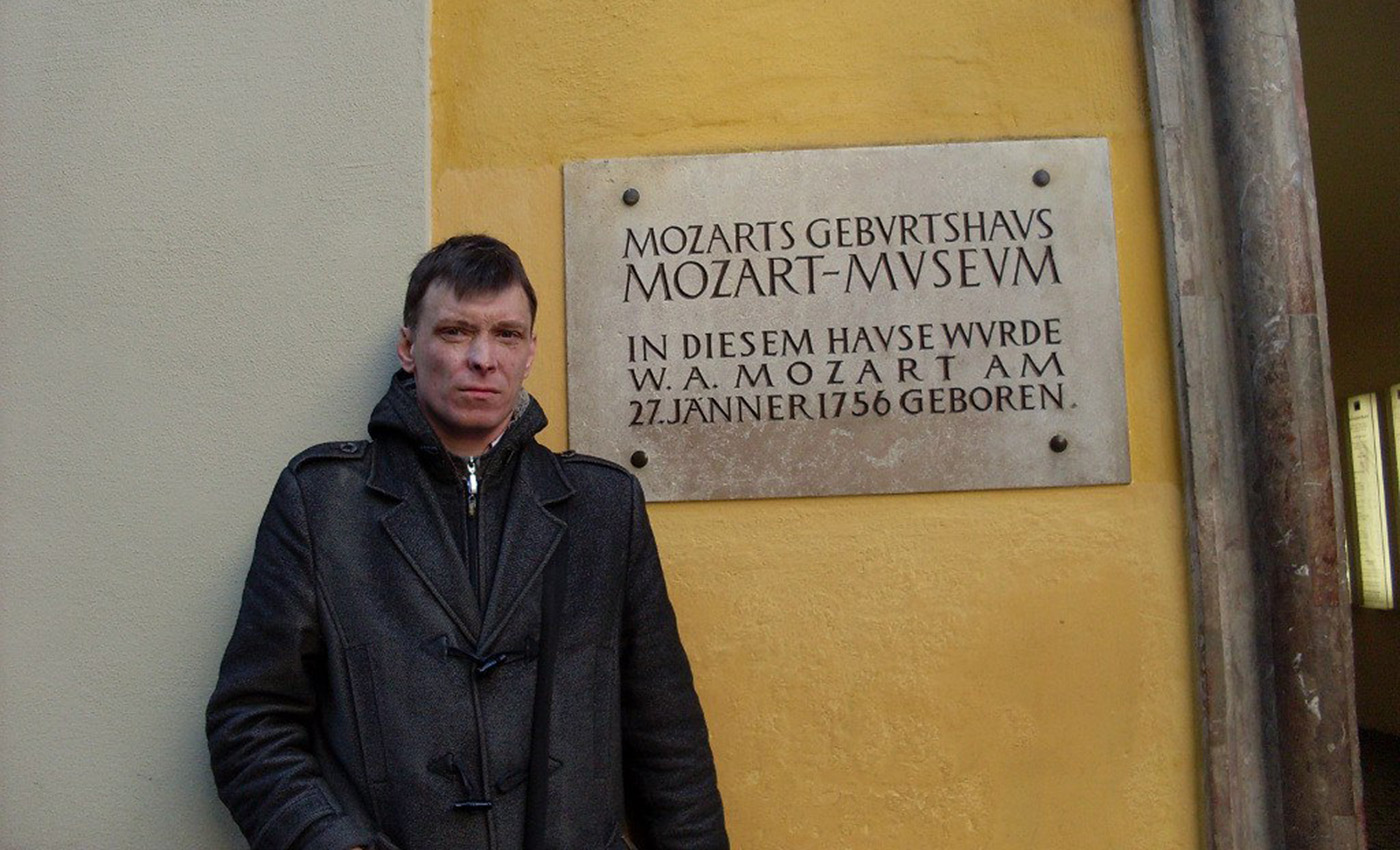 MOZARTS GEBVRTSHAVS
MOZART-MVSEVM
IN DIESEM HAVSE WVRDE
W. A. MOZART AM
27. JÄNNER 1756 GEBOREN.